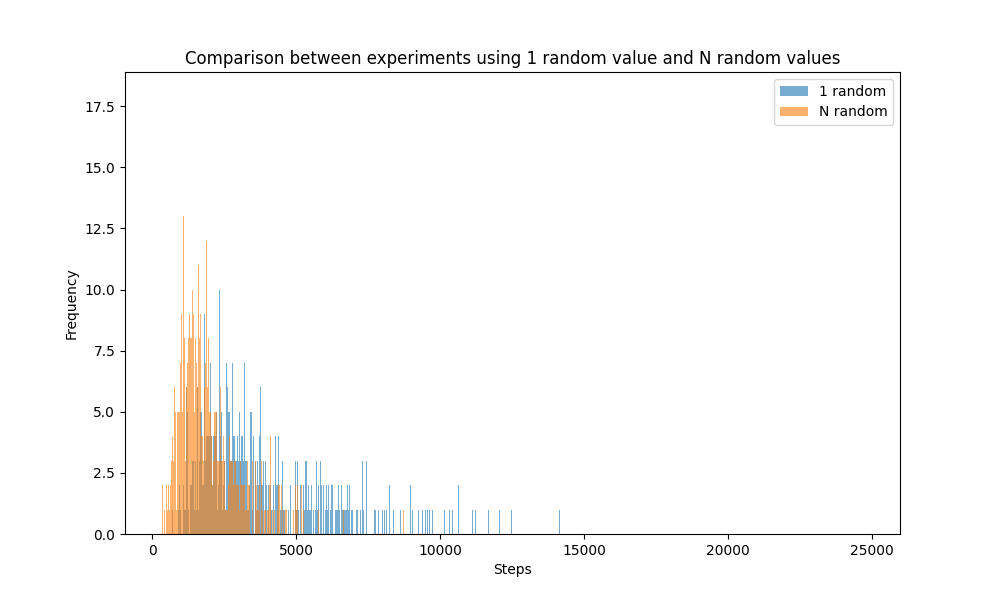 Comparison between experiments using 1 random value and N random values
1 random
N random
17.5
15.0
12.5
10.0
7.5
5.0
2.5
0.0
Frequency
0
5000
10000
15000
20000
25000
Steps